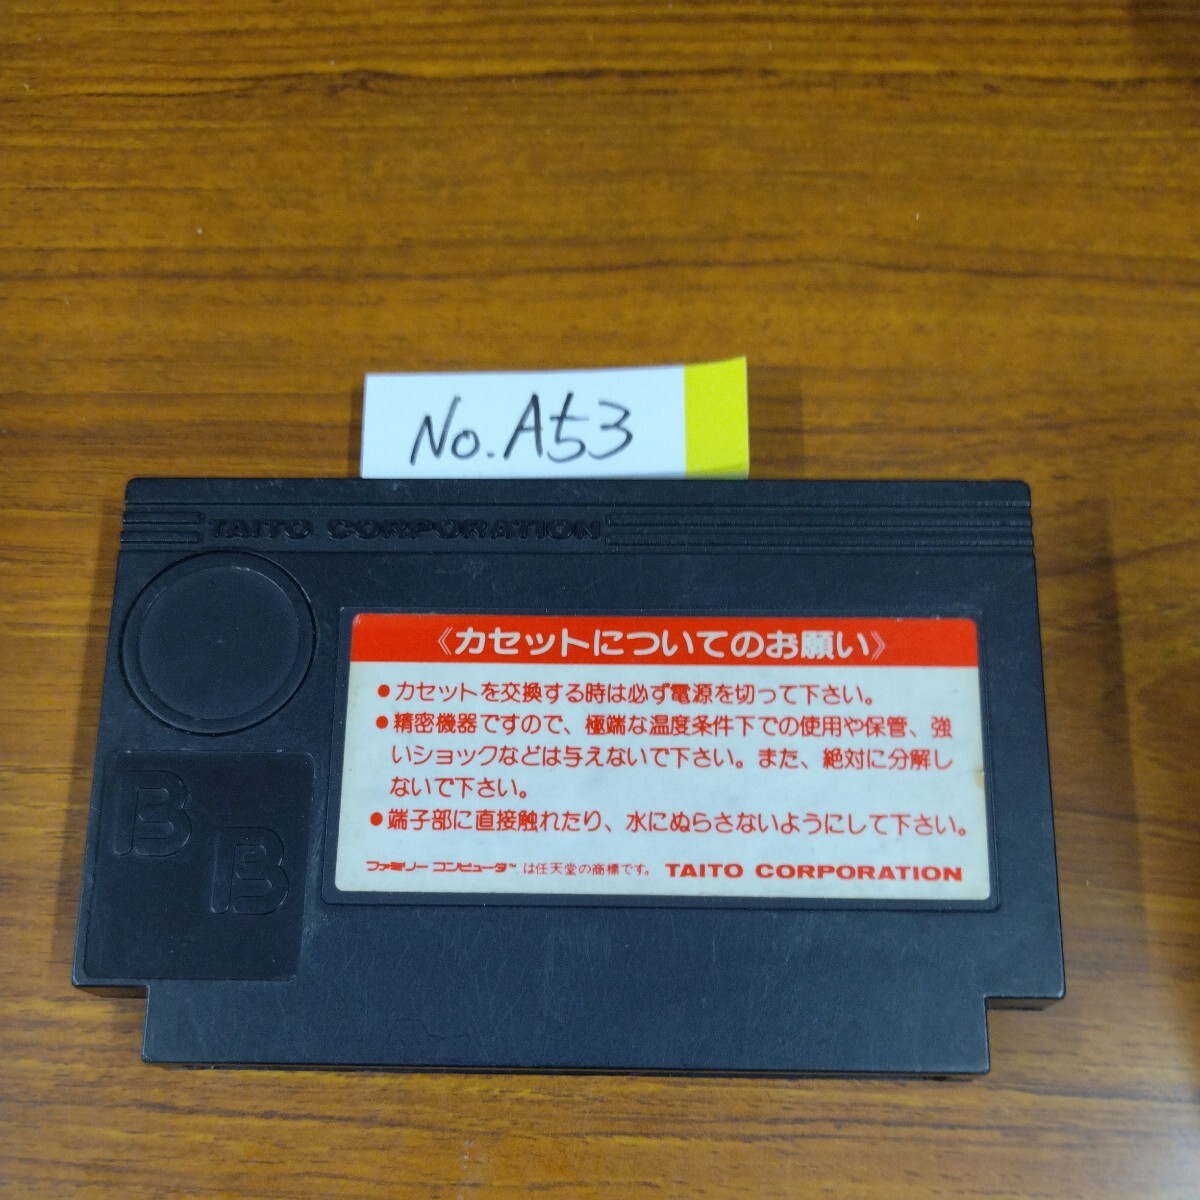 No.A53
TAITO CORPORATION
《カセットについてのお願い》
●カセットを交換する時は必ず電源を切って下さい。
●精密機器ですので、極端な温度条件下での使用や保管、強
いショックなどは与えないで下さい。また、絶対に分解し
ないで下さい。
●端子部に直接触れたり、水にぬらさないようにして下さい。
ファミリーコンピュータ™は任天堂の商標です。 TAITO CORPORATION
B
B